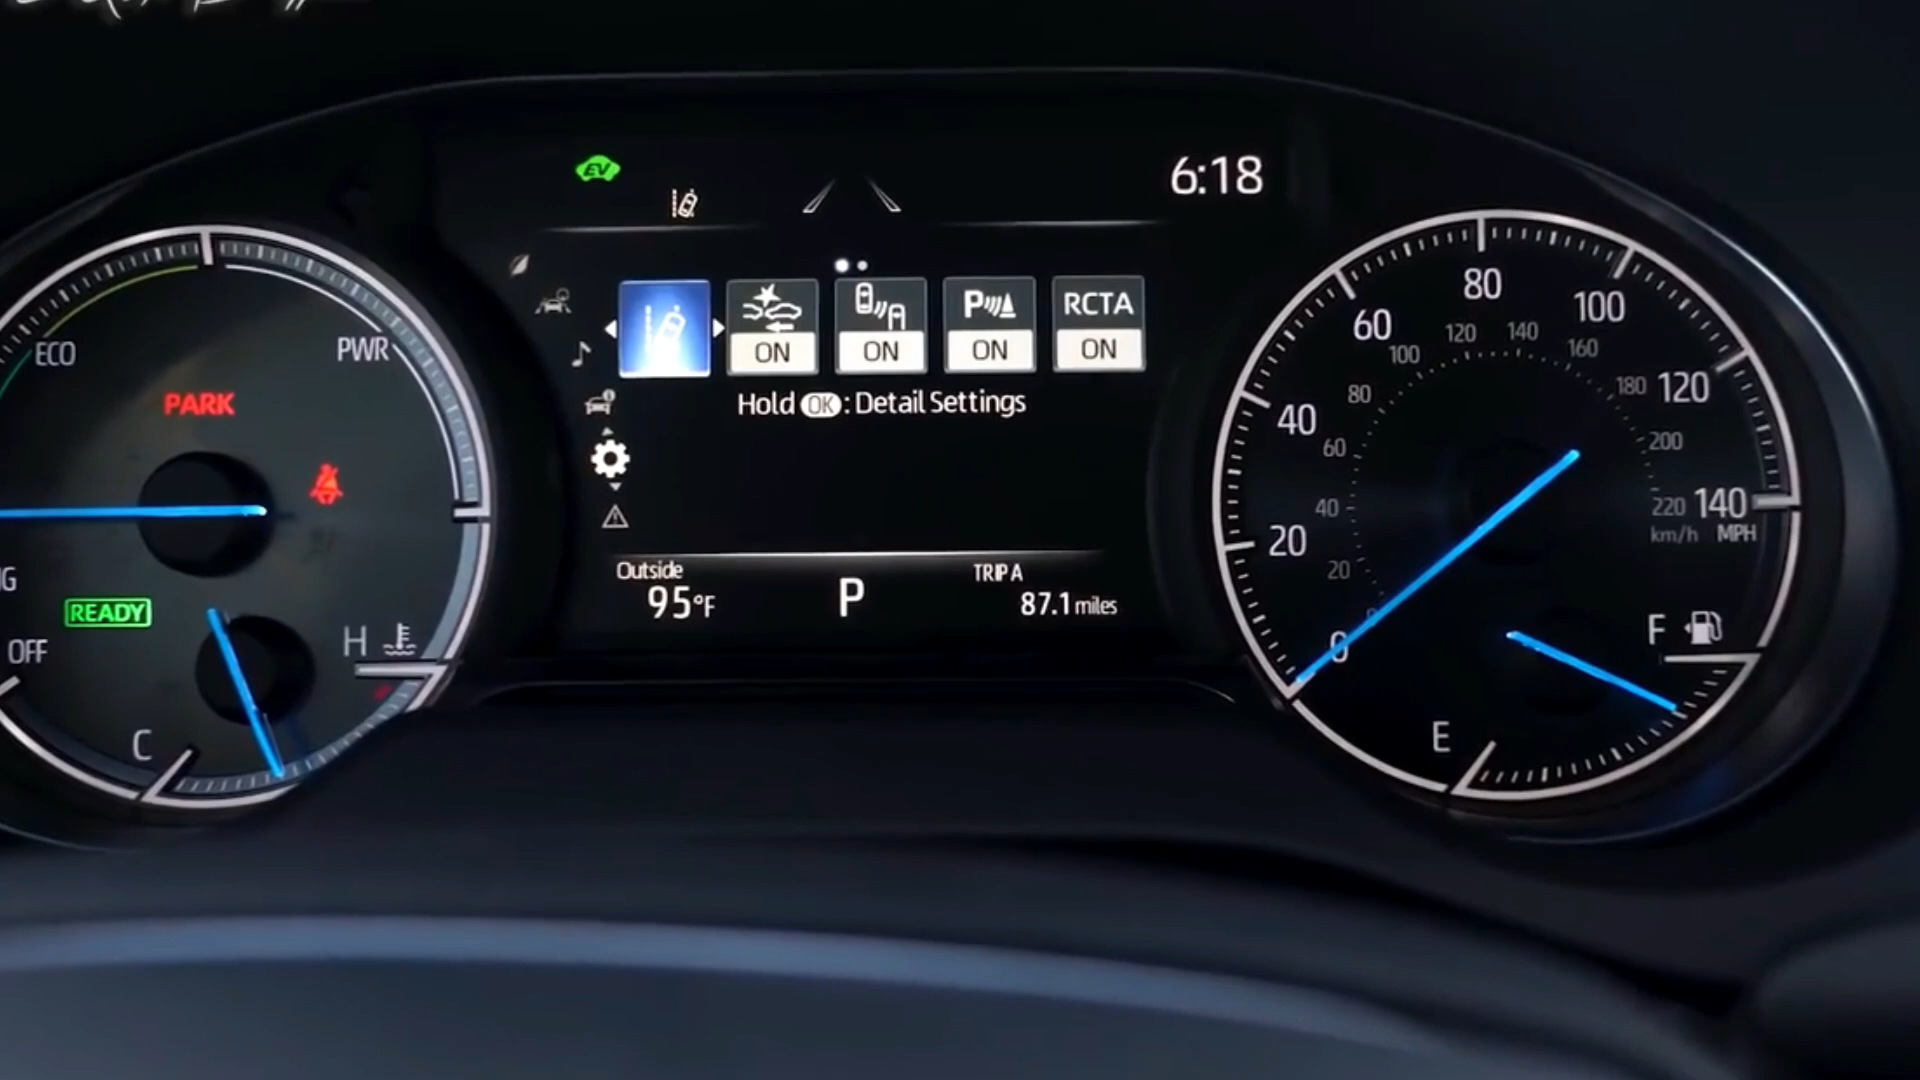 EV
6:18
ECO
PWR
PARK
READY
OFF
H
C
ON
ON
P
ON
RCTA
ON
Hold OK : Detail Settings
Outside
95°F
P
TRIP A
87.1 miles
0
20
40
60
80
100
120
140
MPH
20
40
60
80
100
120
140
160
180
200
220
km/h
F
E